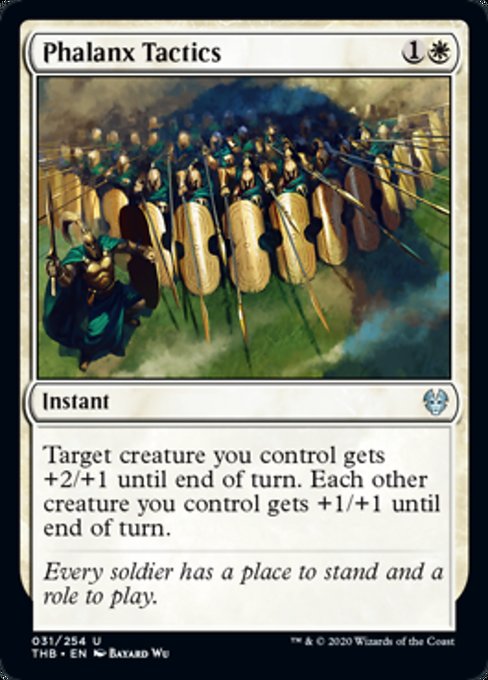 Phalanx Tactics 1
Instant
Target creature you control gets
+2/+1 until end of turn. Each other
creature you control gets +1/+1 until
end of turn.
Every soldier has a place to stand and a
role to play.
031/254 U
THB • EN Bayard Wu
™ & © 2020 Wizards of the Coast